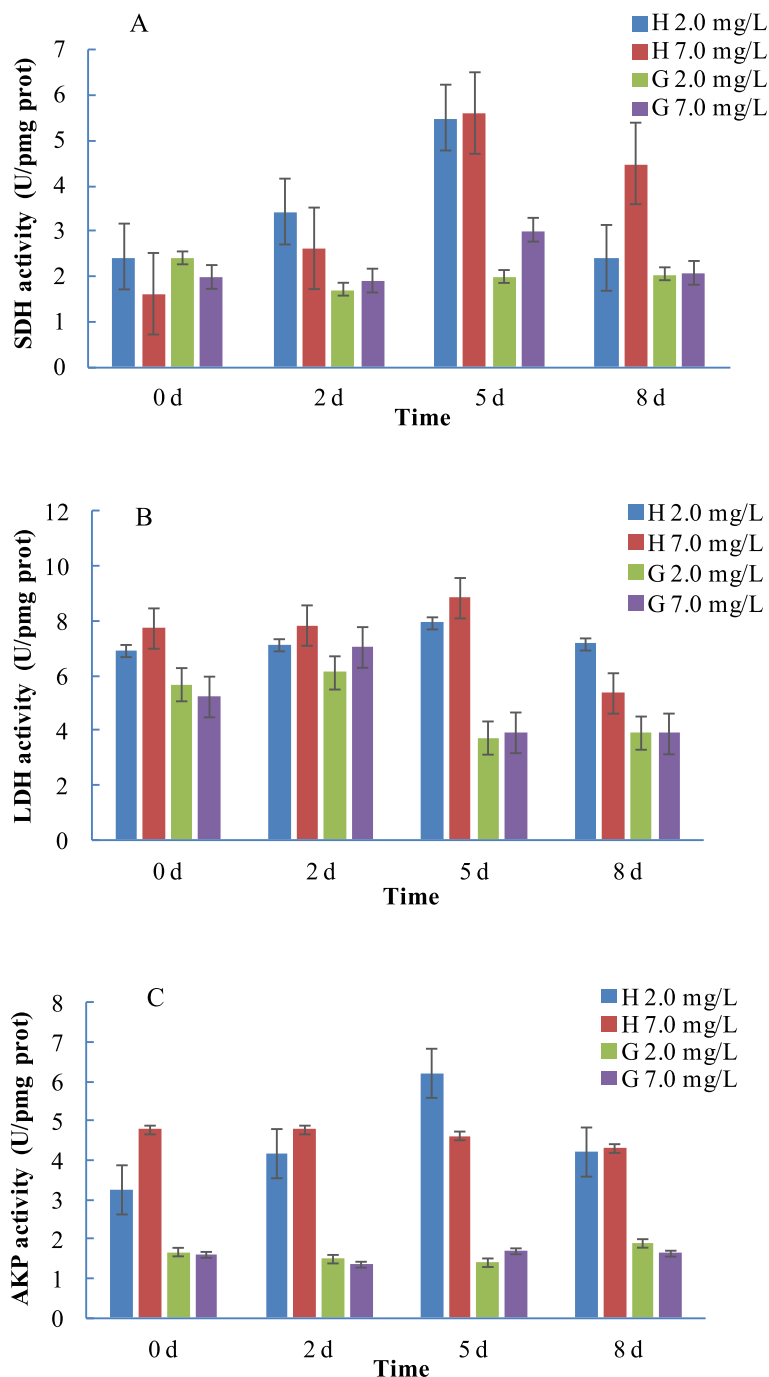 A
H 2.0 mg/L
H 7.0 mg/L
G 2.0 mg/L
G 7.0 mg/L
SDH activity (U/pmg prot)
7
6
5
4
3
2
1
0
0 d 2 d 5 d 8 d
Time
B
H 2.0 mg/L
H 7.0 mg/L
G 2.0 mg/L
G 7.0 mg/L
LDH activity (U/pmg prot)
12
10
8
6
4
2
0
0 d 2 d 5 d 8 d
Time
C
H 2.0 mg/L
H 7.0 mg/L
G 2.0 mg/L
G 7.0 mg/L
AKP activity (U/pmg prot)
8
7
6
5
4
3
2
1
0
0 d 2 d 5 d 8 d
Time